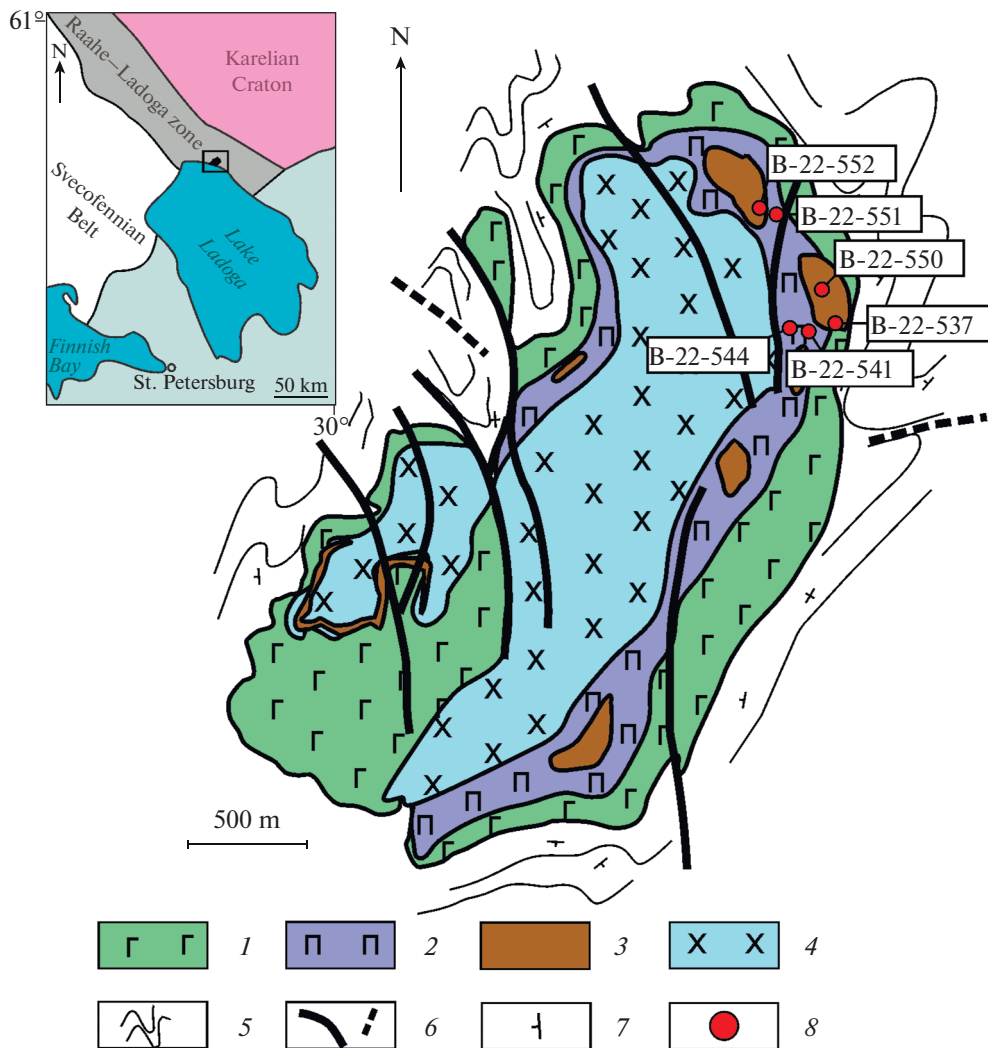 61°
N
Raahe—Ladoga zone
Karelian
Craton
Svecofennian
Belt
Lake
Ladoga
Finnish
Bay
St. Petersburg
50 km
30°
N
B-22-552
B-22-551
B-22-550
B-22-537
B-22-544
B-22-541
500 m
Г Г 1
П П 2
3
X X 4
5
6
7
8